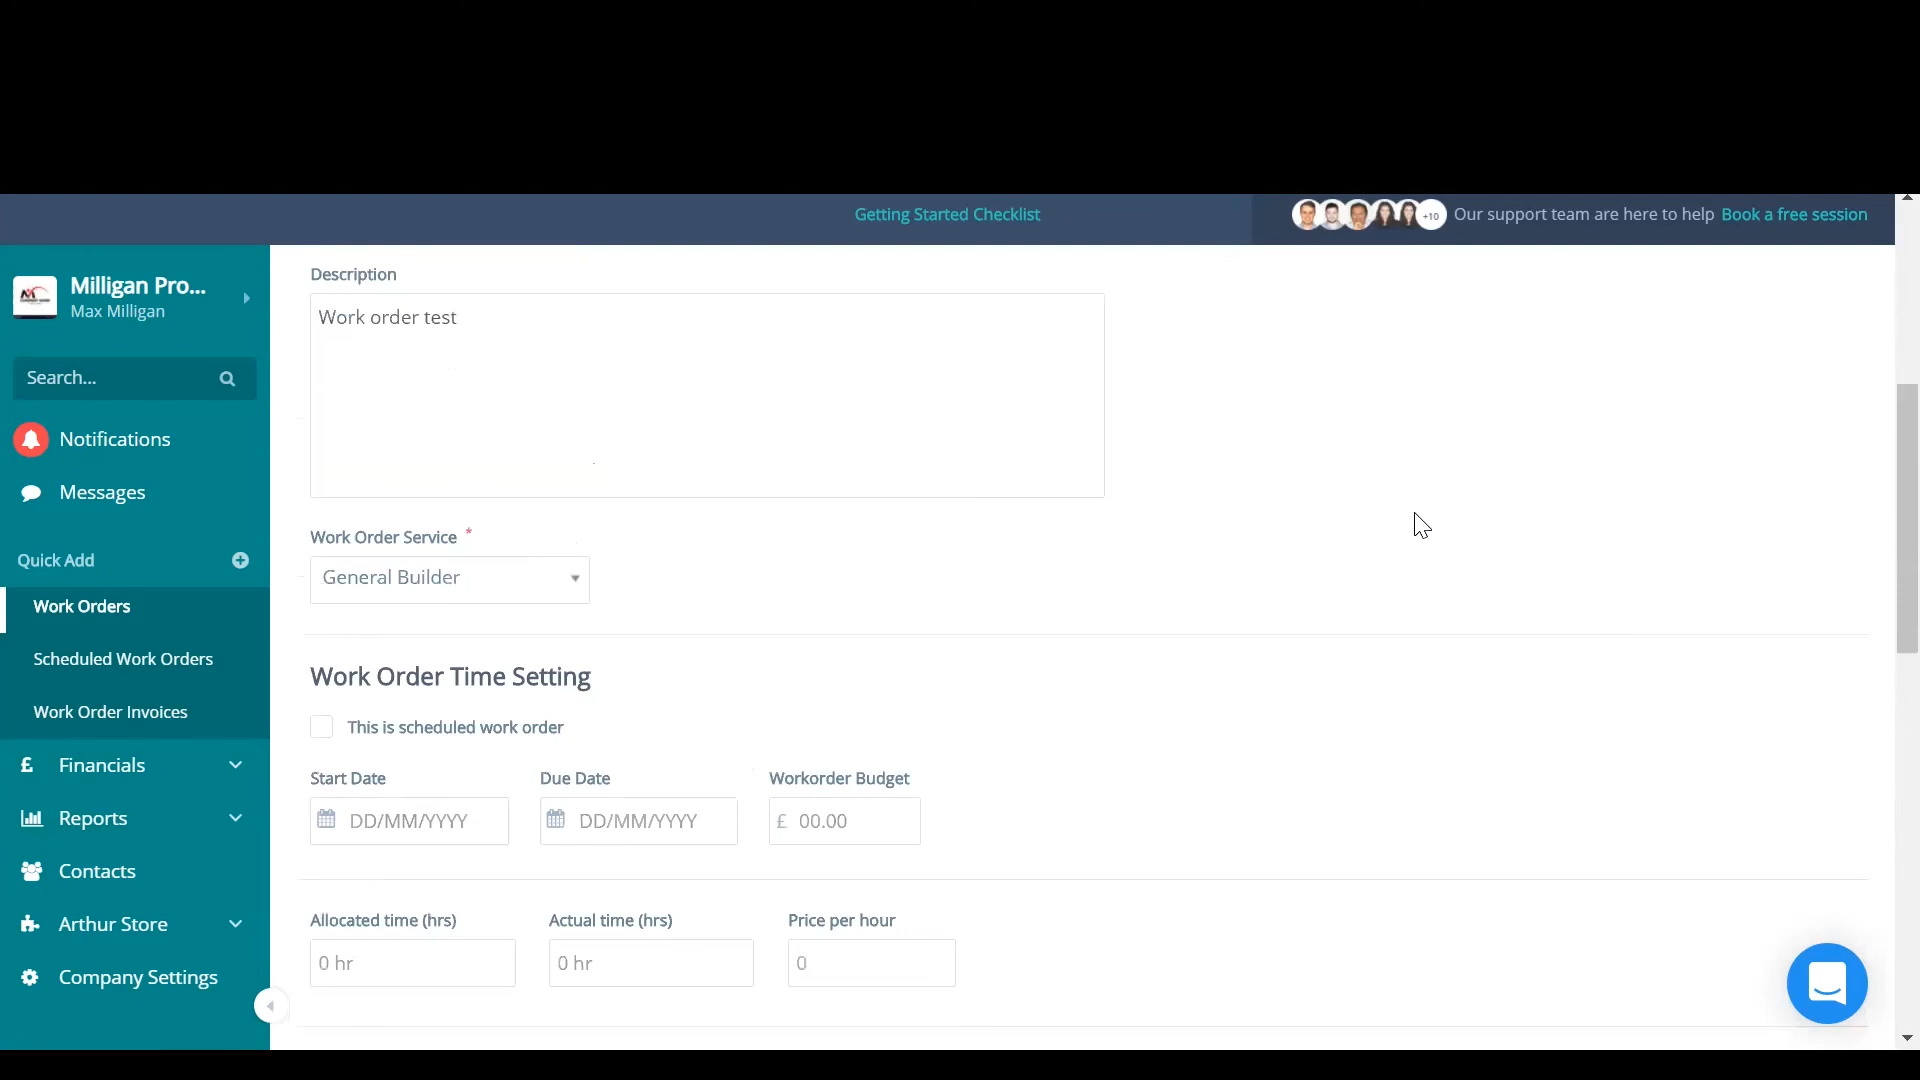 Getting Started Checklist
+10 Our support team are here to help Book a free session
Milligan Pro...
Max Milligan
Search...
Notifications
Messages
Quick Add
Work Orders
Scheduled Work Orders
Work Order Invoices
£ Financials
Reports
Contacts
Arthur Store
Company Settings
Description
Work order test
Work Order Service *
General Builder
Work Order Time Setting
This is scheduled work order
Start Date Due Date Workorder Budget
DD/MM/YYYY DD/MM/YYYY £ 00.00
Allocated time (hrs) Actual time (hrs) Price per hour
0 hr 0 hr 0